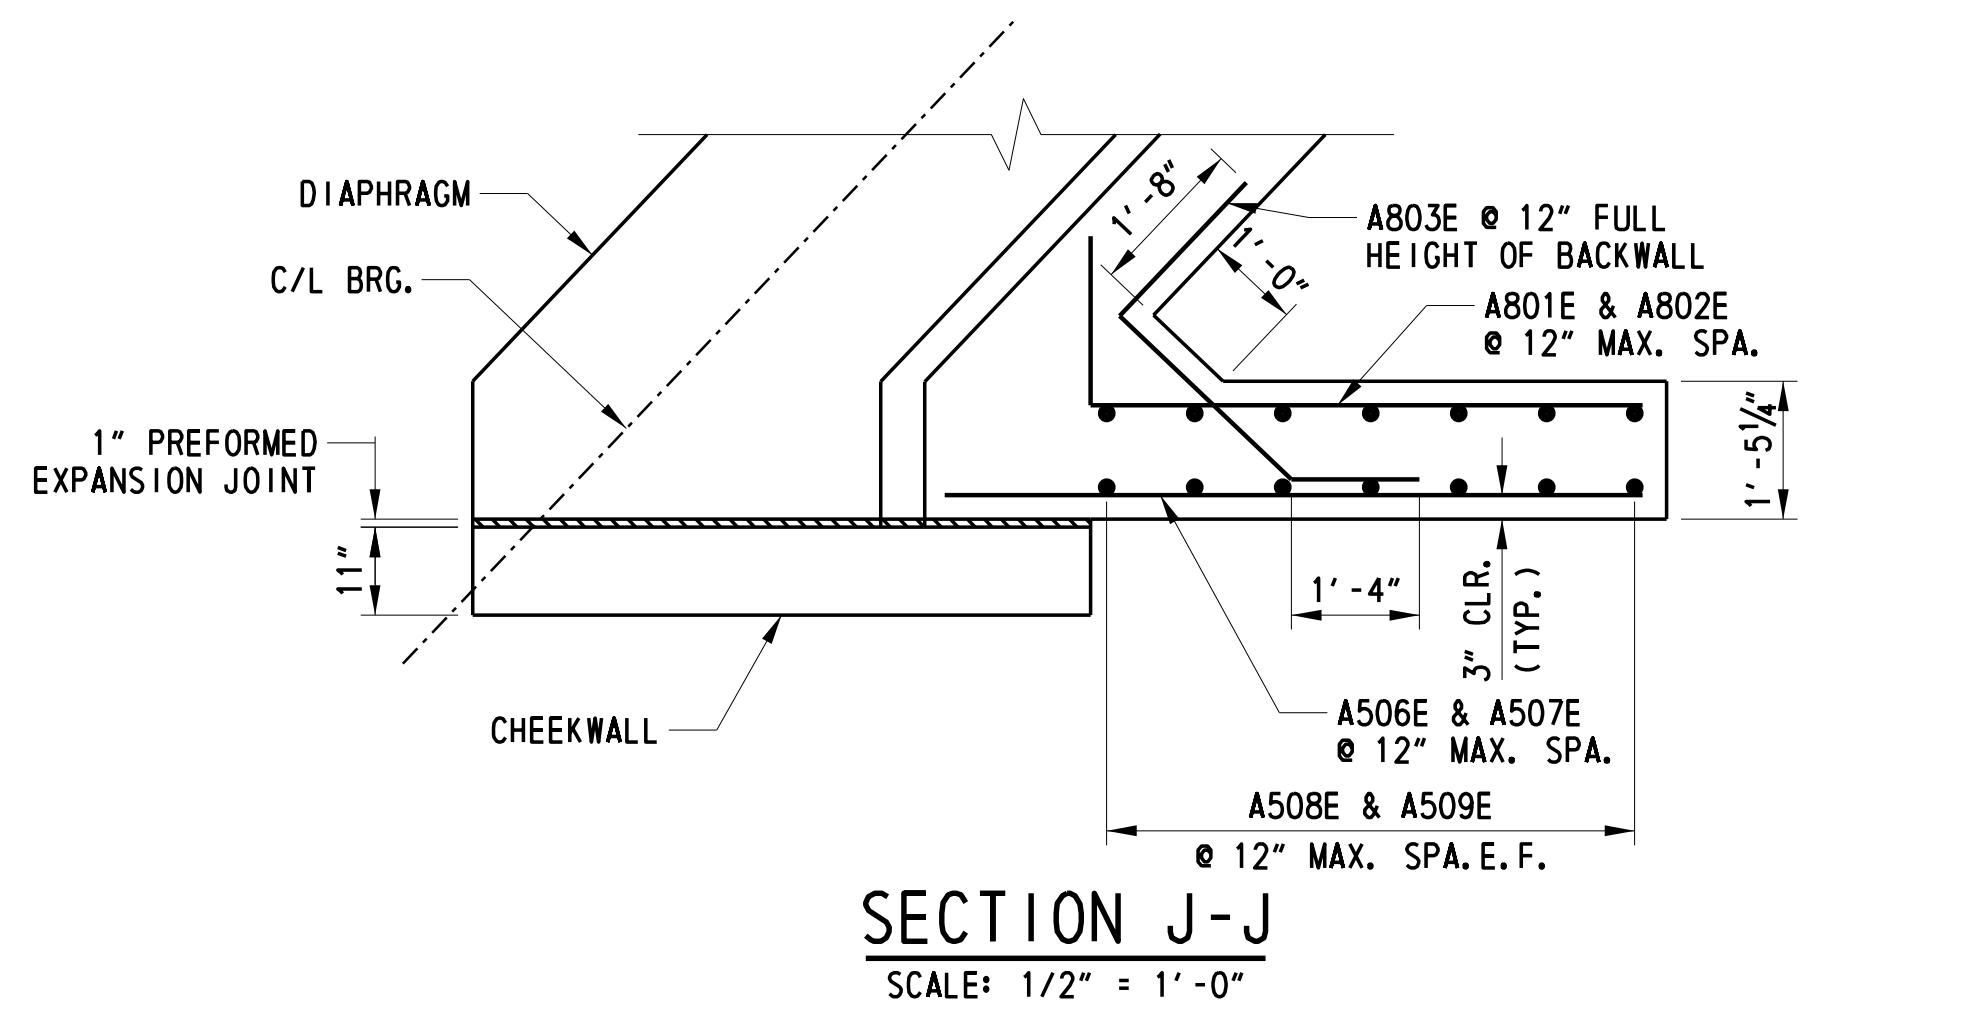 DIAPHRAGM
C/L BRG.
1" PREFORMED
EXPANSION JOINT
11"
CHEEKWALL
1'-8"
1'-0"
A803E @ 12" FULL
HEIGHT OF BACKWALL
A801E & A802E
@ 12" MAX. SPA.
1'-5 1/4"
1'-4"
3" CLR.
(TYP.)
A506E & A507E
@ 12" MAX. SPA.
A508E & A509E
@ 12" MAX. SPA.E.F.
SECTION J-J
SCALE: 1/2" = 1'-0"